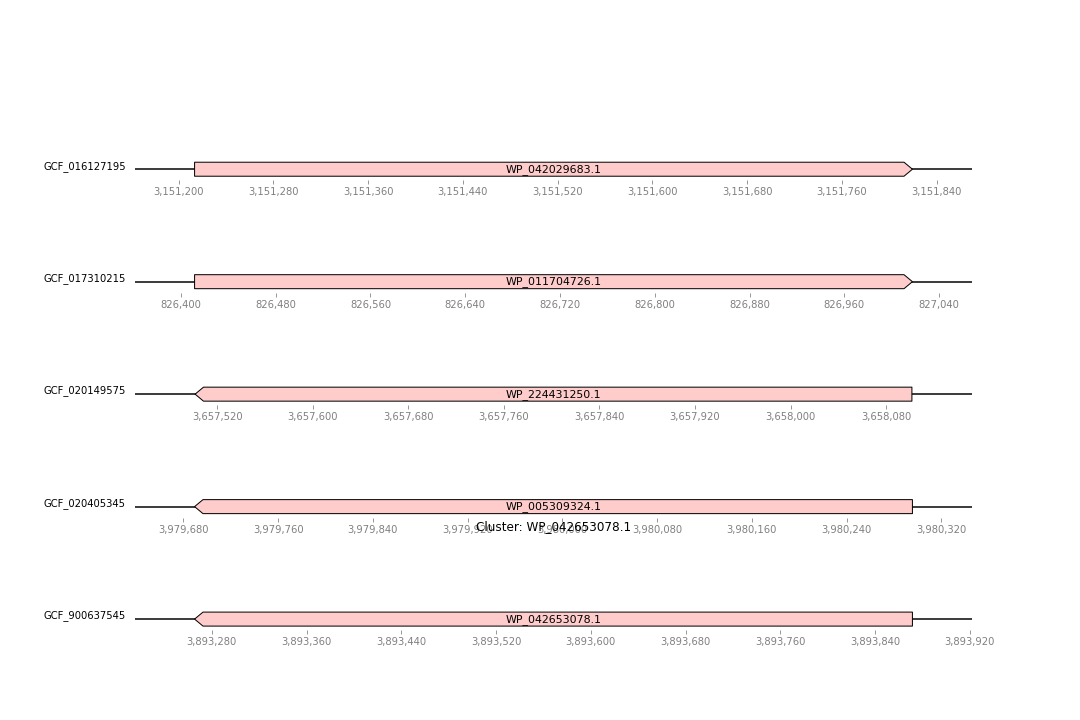 GCF_016127195 WP_042029683.1
3,151,200 3,151,280 3,151,360 3,151,440 3,151,520 3,151,600 3,151,680 3,151,760 3,151,840
GCF_017310215 WP_011704726.1
826,400 826,480 826,560 826,640 826,720 826,800 826,880 826,960 827,040
GCF_020149575 WP_224431250.1
3,657,520 3,657,600 3,657,680 3,657,760 3,657,840 3,657,920 3,658,000 3,658,080
GCF_020405345 WP_005309324.1
Cluster: WP_042653078.1
3,979,680 3,979,760 3,979,840 3,979,920 3,980,000 3,980,080 3,980,160 3,980,240 3,980,320
GCF_900637545 WP_042653078.1
3,893,280 3,893,360 3,893,440 3,893,520 3,893,600 3,893,680 3,893,760 3,893,840 3,893,920